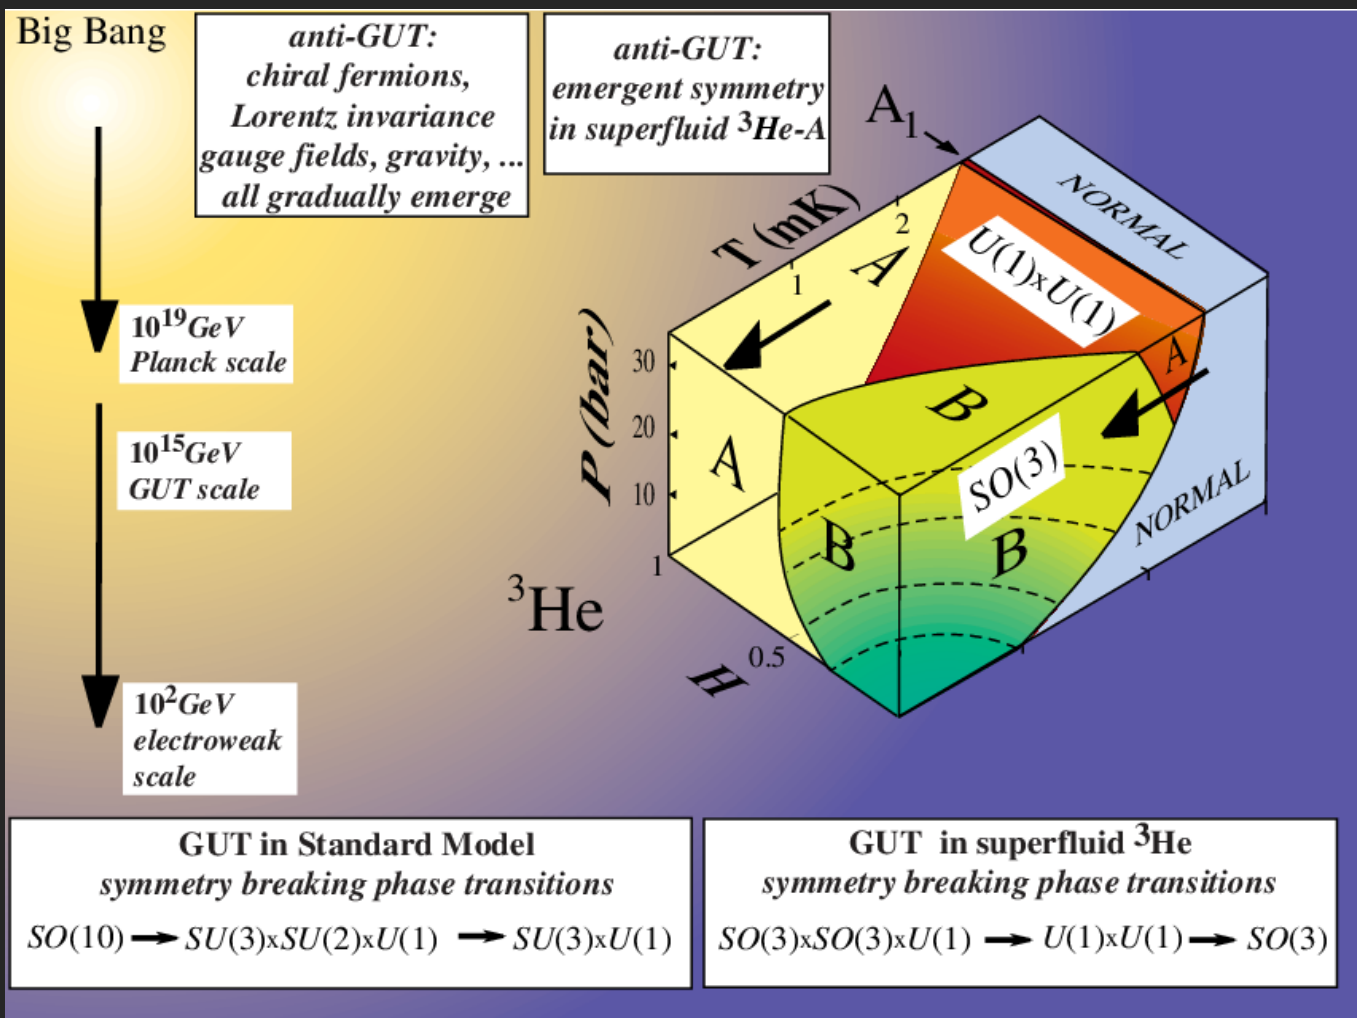 Big Bang
anti-GUT:
chiral fermions,
Lorentz invariance
gauge fields, gravity, ...
all gradually emerge
anti-GUT:
emergent symmetry
in superfluid ³He-A
10¹⁹GeV
Planck scale
10¹⁵GeV
GUT scale
10²GeV
electroweak
scale
A₁
NORMAL
T (mK)
2
1
A
U(1)xU(1)
A
P (bar)
30
20
10
A
B
SO(3)
B
B
NORMAL
1
³He
0.5
H
GUT in Standard Model
symmetry breaking phase transitions
SO(10) → SU(3)xSU(2)xU(1) → SU(3)xU(1)
GUT in superfluid ³He
symmetry breaking phase transitions
SO(3)xSO(3)xU(1) → U(1)xU(1) → SO(3)